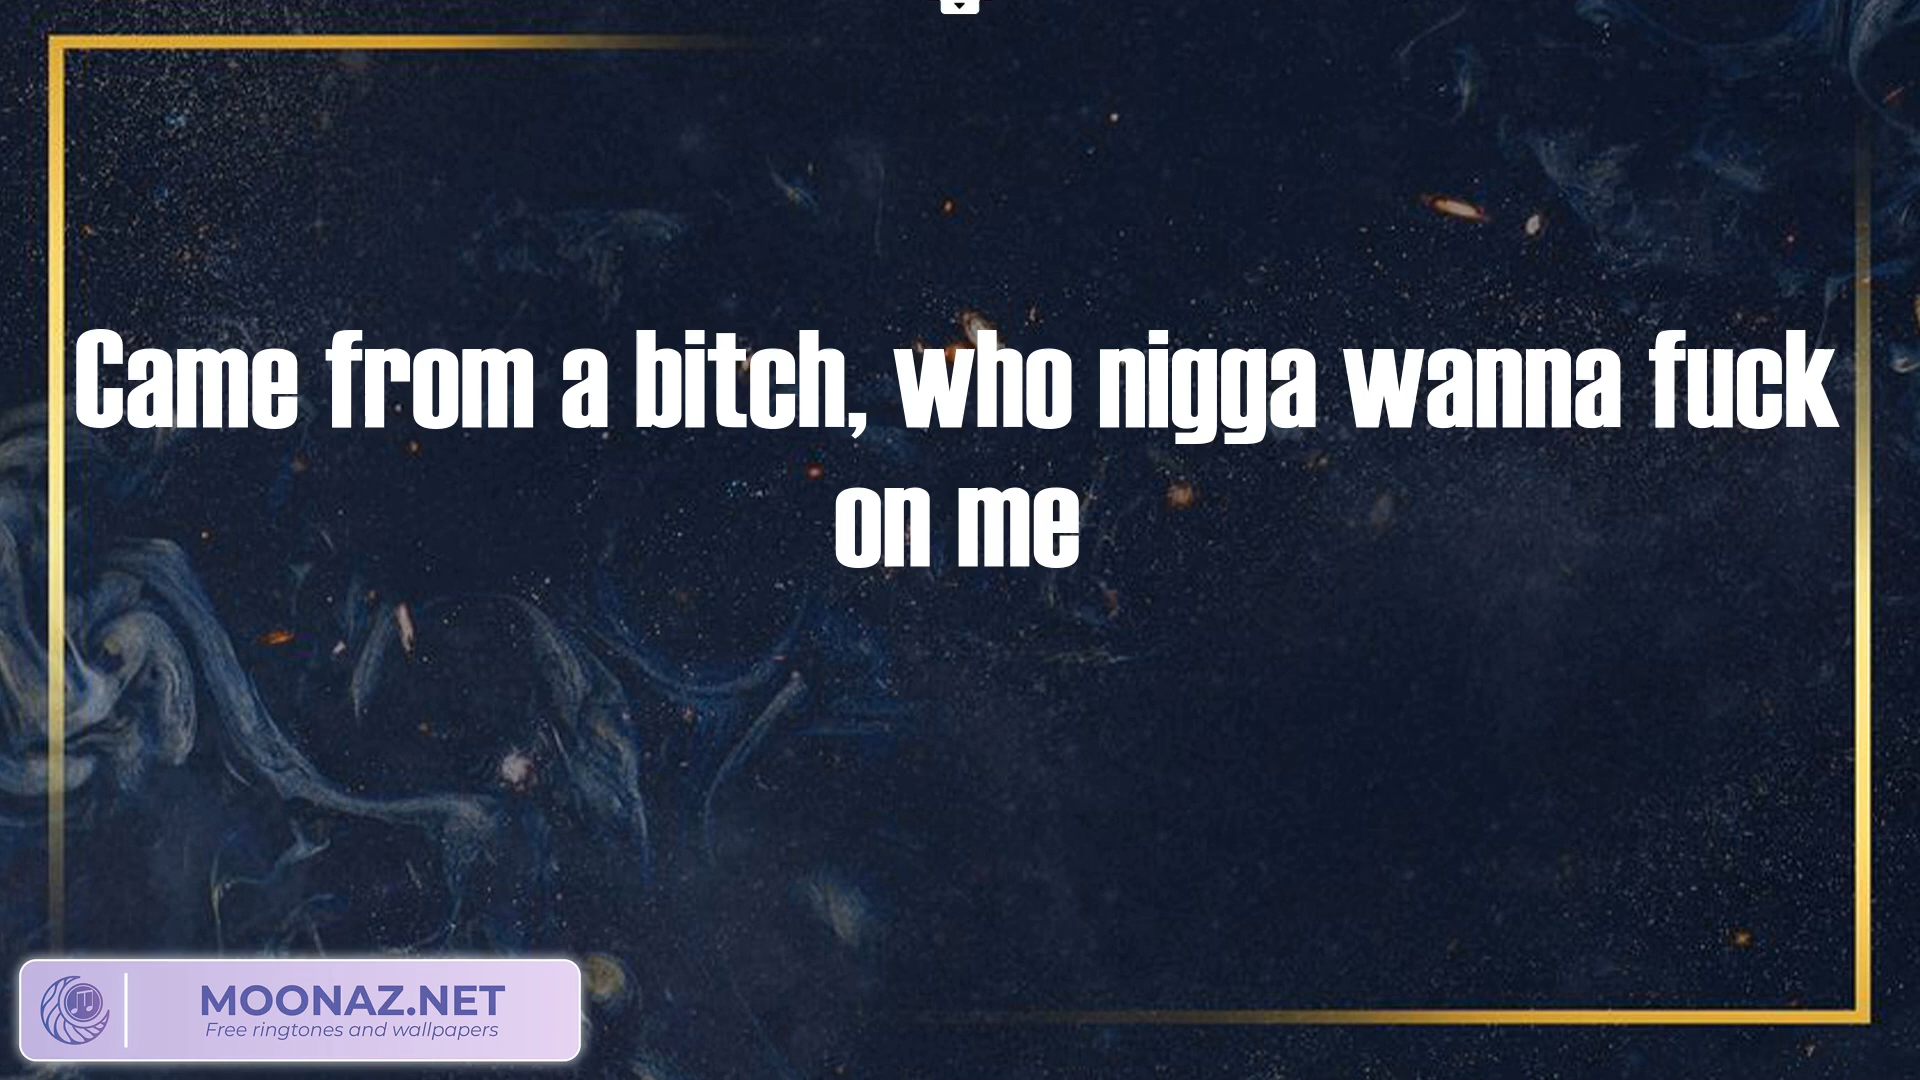 Came from a bitch, who nigga wanna fuck
on me
MOONAZ.NET
Free ringtones and wallpapers